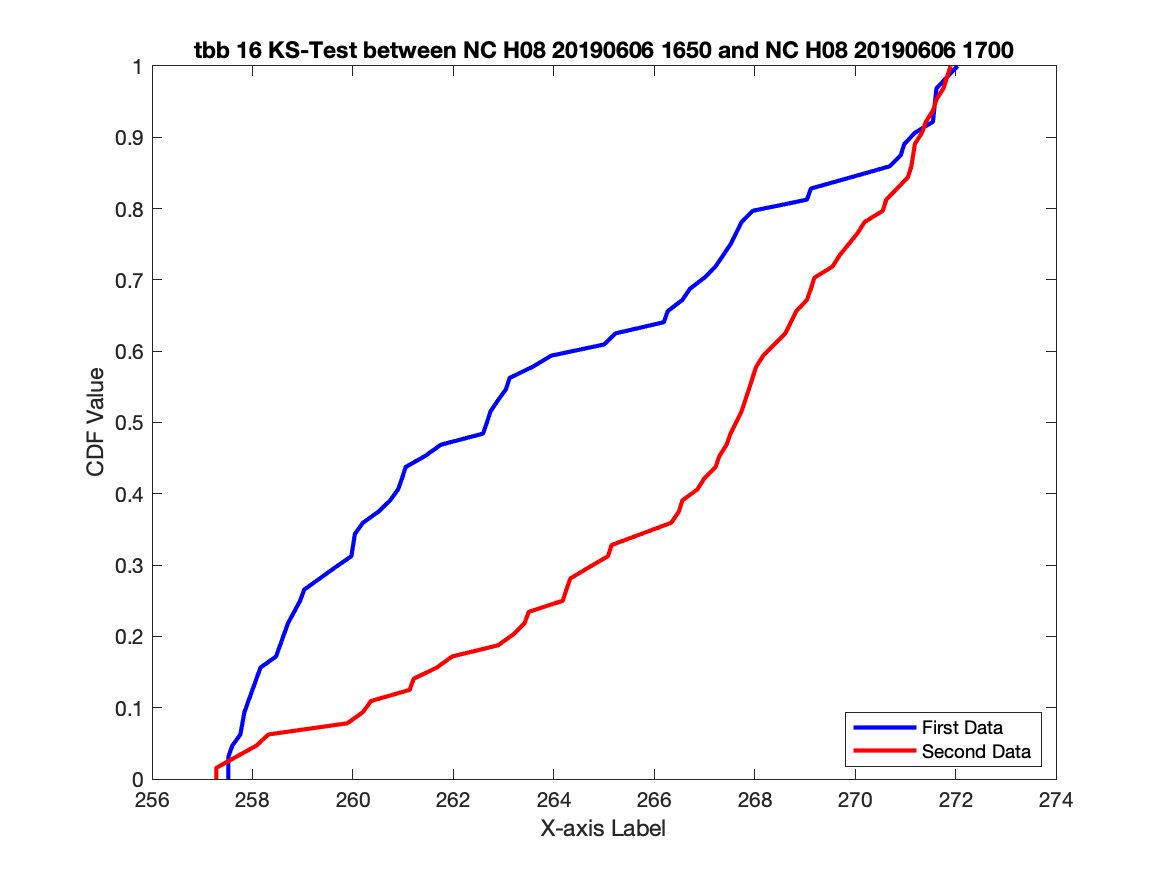 tbb 16 KS-Test between NC H08 20190606 1650 and NC H08 20190606 1700
1
0.9
0.8
0.7
0.6
0.5
0.4
0.3
0.2
0.1
0
CDF Value
First Data
Second Data
256 258 260 262 264 266 268 270 272 274
X-axis Label